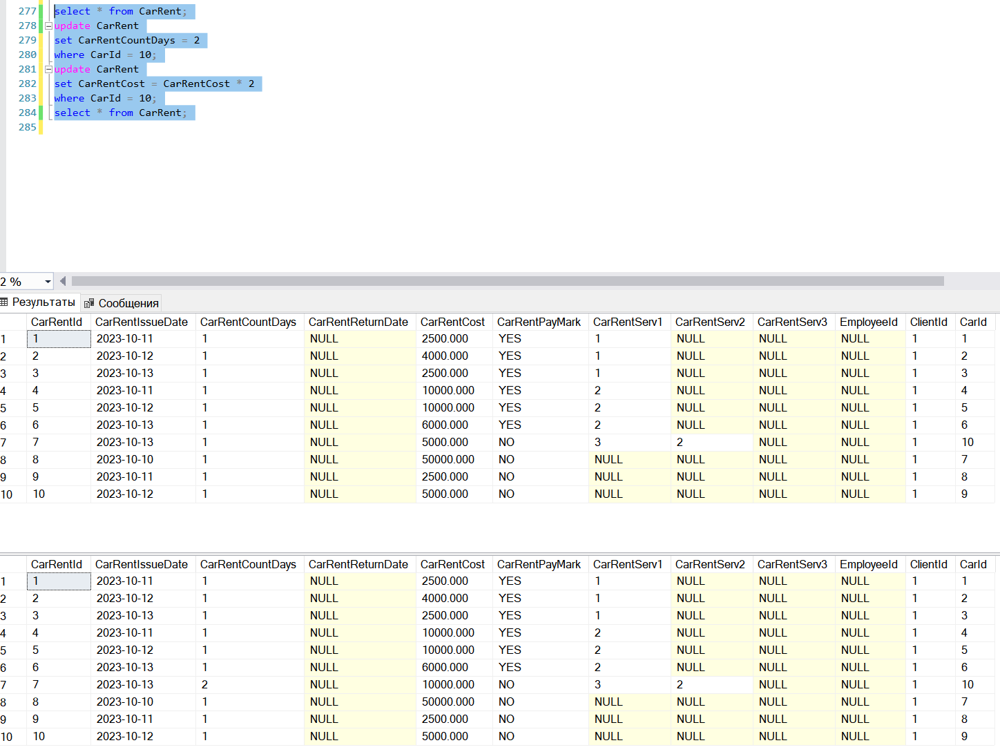 277 select * from CarRent;
278 update CarRent
279 set CarRentCountDays = 2
280 where CarId = 10;
281 update CarRent
282 set CarRentCost = CarRentCost * 2
283 where CarId = 10;
284 select * from CarRent;
285
2 %
Результаты Сообщения
CarRentId CarRentIssueDate CarRentCountDays CarRentReturnDate CarRentCost CarRentPayMark CarRentServ1 CarRentServ2 CarRentServ3 EmployeeId ClientId CarId
1 1 2023-10-11 1 NULL 2500.000 YES 1 NULL NULL NULL 1 1
2 2 2023-10-12 1 NULL 4000.000 YES 1 NULL NULL NULL 1 2
3 3 2023-10-13 1 NULL 2500.000 YES 1 NULL NULL NULL 1 3
4 4 2023-10-11 1 NULL 10000.000 YES 2 NULL NULL NULL 1 4
5 5 2023-10-12 1 NULL 10000.000 YES 2 NULL NULL NULL 1 5
6 6 2023-10-13 1 NULL 6000.000 YES 2 NULL NULL NULL 1 6
7 7 2023-10-13 1 NULL 5000.000 NO 3 2 NULL NULL 1 10
8 8 2023-10-10 1 NULL 50000.000 NO NULL NULL NULL NULL 1 7
9 9 2023-10-11 1 NULL 2500.000 NO NULL NULL NULL NULL 1 8
10 10 2023-10-12 1 NULL 5000.000 NO NULL NULL NULL NULL 1 9
CarRentId CarRentIssueDate CarRentCountDays CarRentReturnDate CarRentCost CarRentPayMark CarRentServ1 CarRentServ2 CarRentServ3 EmployeeId ClientId CarId
1 1 2023-10-11 1 NULL 2500.000 YES 1 NULL NULL NULL 1 1
2 2 2023-10-12 1 NULL 4000.000 YES 1 NULL NULL NULL 1 2
3 3 2023-10-13 1 NULL 2500.000 YES 1 NULL NULL NULL 1 3
4 4 2023-10-11 1 NULL 10000.000 YES 2 NULL NULL NULL 1 4
5 5 2023-10-12 1 NULL 10000.000 YES 2 NULL NULL NULL 1 5
6 6 2023-10-13 1 NULL 6000.000 YES 2 NULL NULL NULL 1 6
7 7 2023-10-13 2 NULL 10000.000 NO 3 2 NULL NULL 1 10
8 8 2023-10-10 1 NULL 50000.000 NO NULL NULL NULL NULL 1 7
9 9 2023-10-11 1 NULL 2500.000 NO NULL NULL NULL NULL 1 8
10 10 2023-10-12 1 NULL 5000.000 NO NULL NULL NULL NULL 1 9